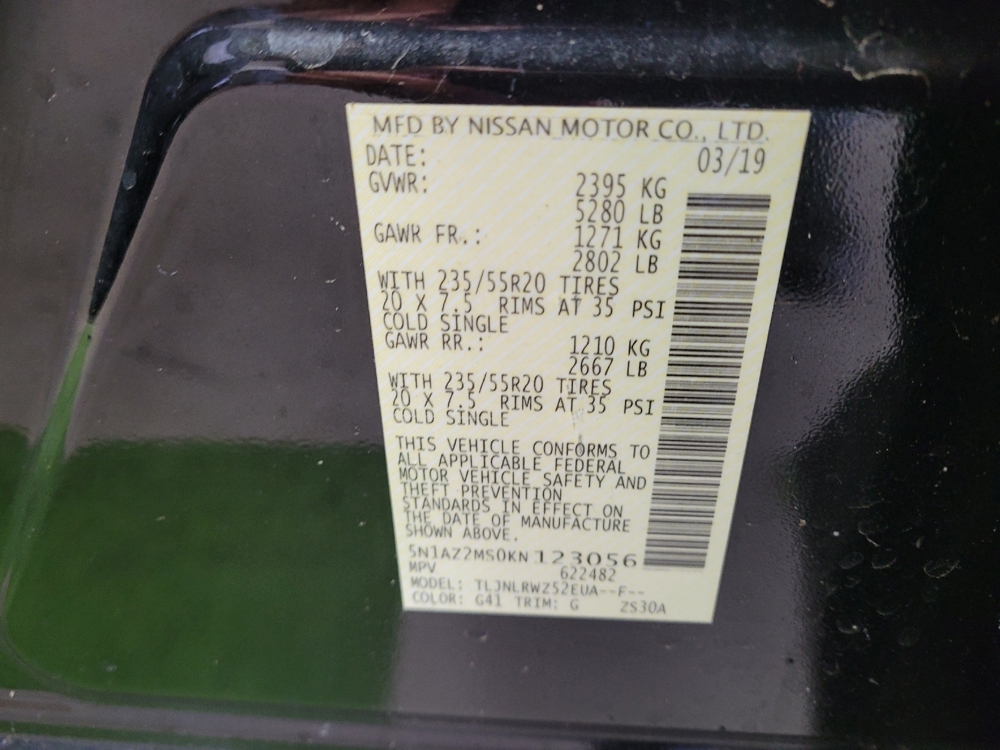 MFD BY NISSAN MOTOR CO., LTD.
DATE: 03/19
GVWR: 2395 KG
5280 LB
GAWR FR.: 1271 KG
2802 LB
WITH 235/55R20 TIRES
20 X 7.5 RIMS AT 35 PSI
COLD SINGLE
GAWR RR.: 1210 KG
2667 LB
WITH 235/55R20 TIRES
20 X 7.5 RIMS AT 35 PSI
COLD SINGLE
THIS VEHICLE CONFORMS TO
ALL APPLICABLE FEDERAL
MOTOR VEHICLE SAFETY AND
THEFT PREVENTION
STANDARDS IN EFFECT ON
THE DATE OF MANUFACTURE
SHOWN ABOVE.
5N1AZ2MS0KN123056
MPV 622482
MODEL: TLJNLRWZ52EUA--F--
COLOR: G41 TRIM: G ZS30A